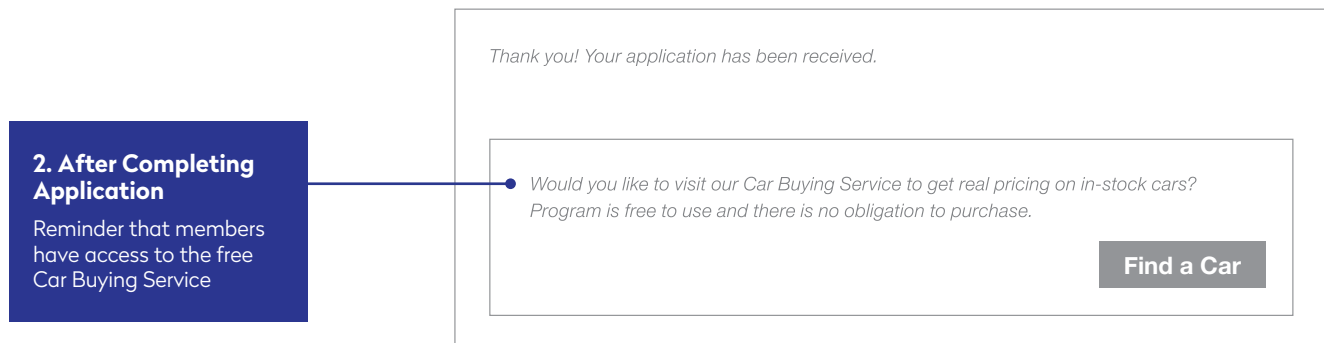 Thank you! Your application has been received.
2. After Completing
Application
Reminder that members
have access to the free
Car Buying Service
Would you like to visit our Car Buying Service to get real pricing on in-stock cars?
Program is free to use and there is no obligation to purchase.
Find a Car